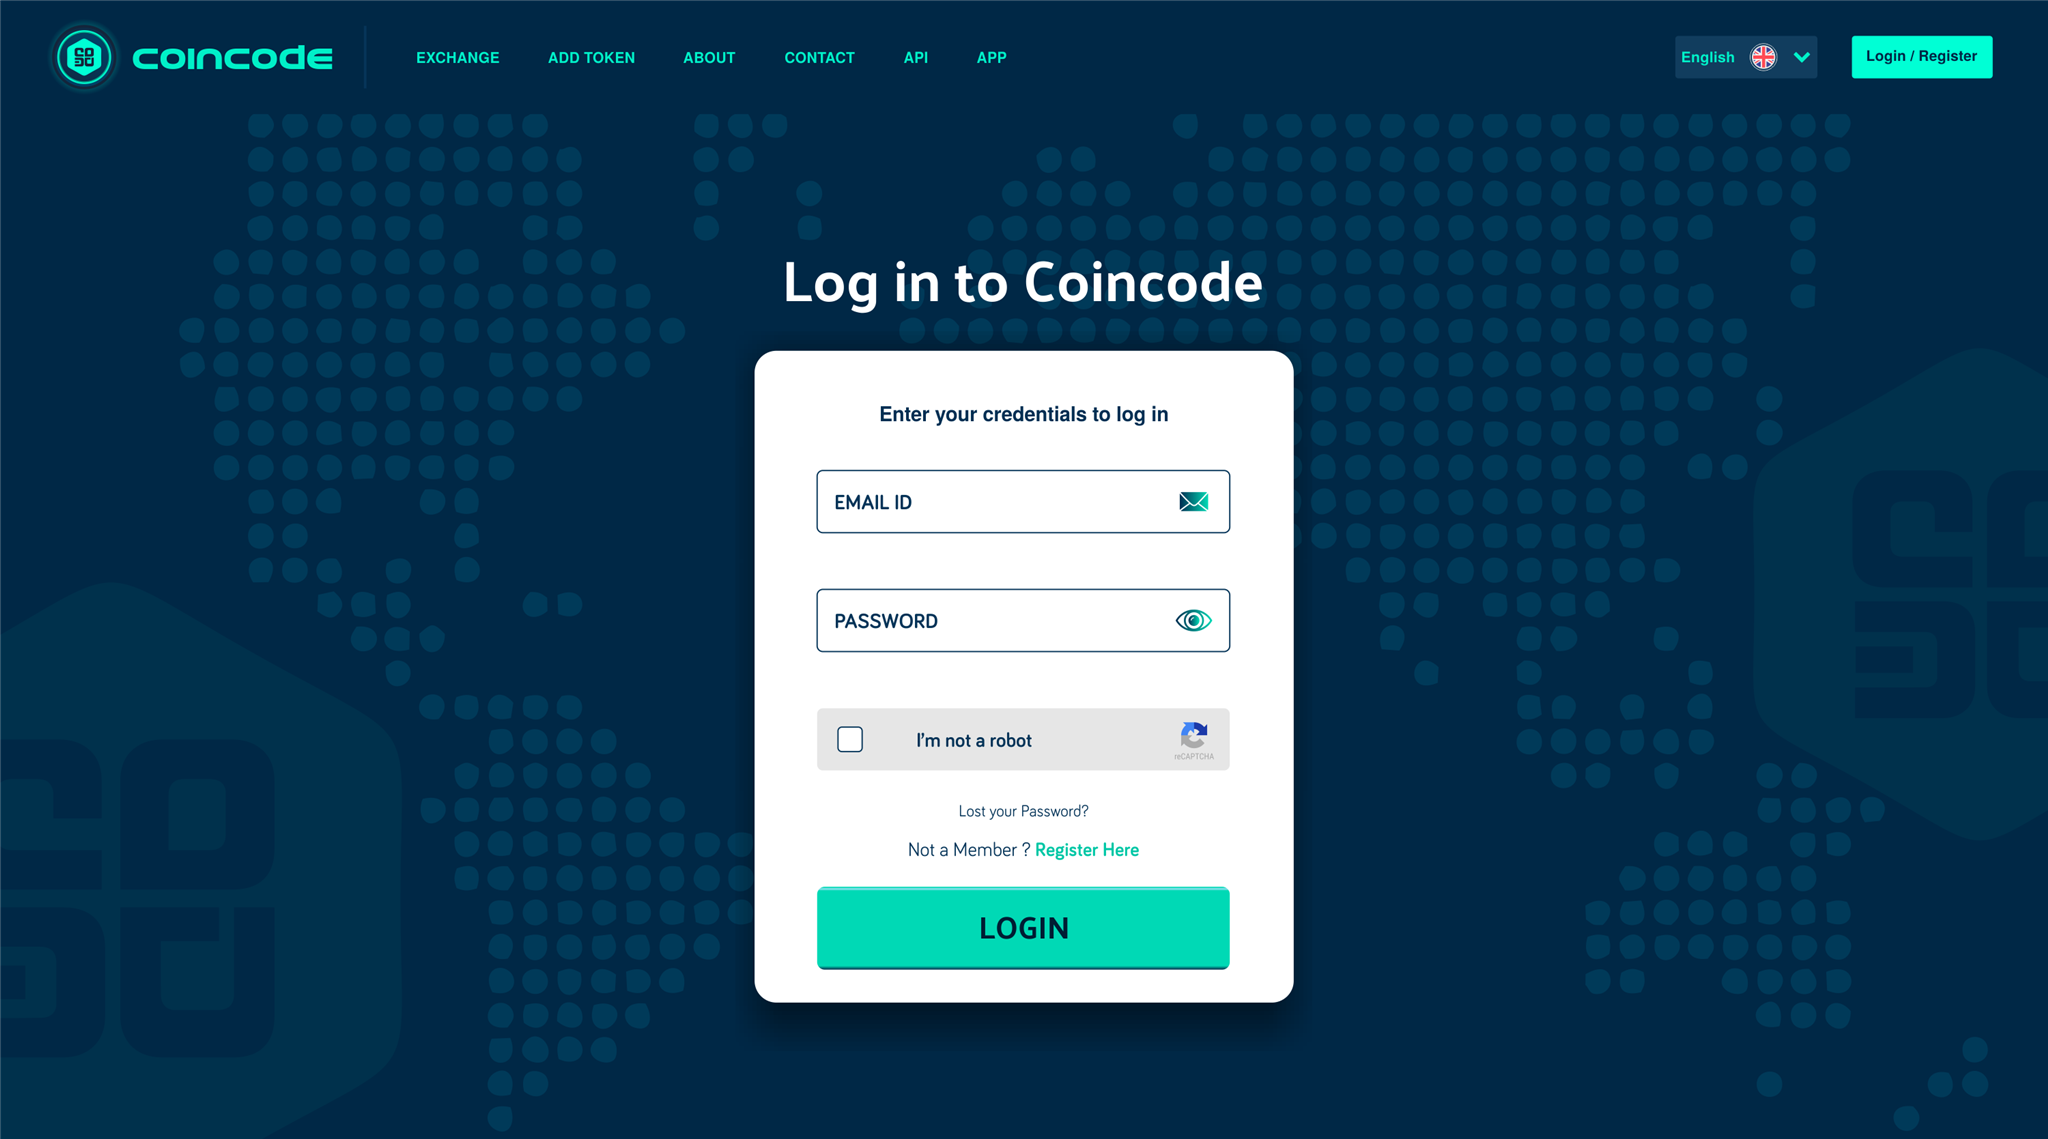 COINCODE
EXCHANGE ADD TOKEN ABOUT CONTACT API APP
English
Login / Register
Log in to Coincode
Enter your credentials to log in
EMAIL ID
PASSWORD
I'm not a robot
reCAPTCHA
Lost your Password?
Not a Member ? Register Here
LOGIN